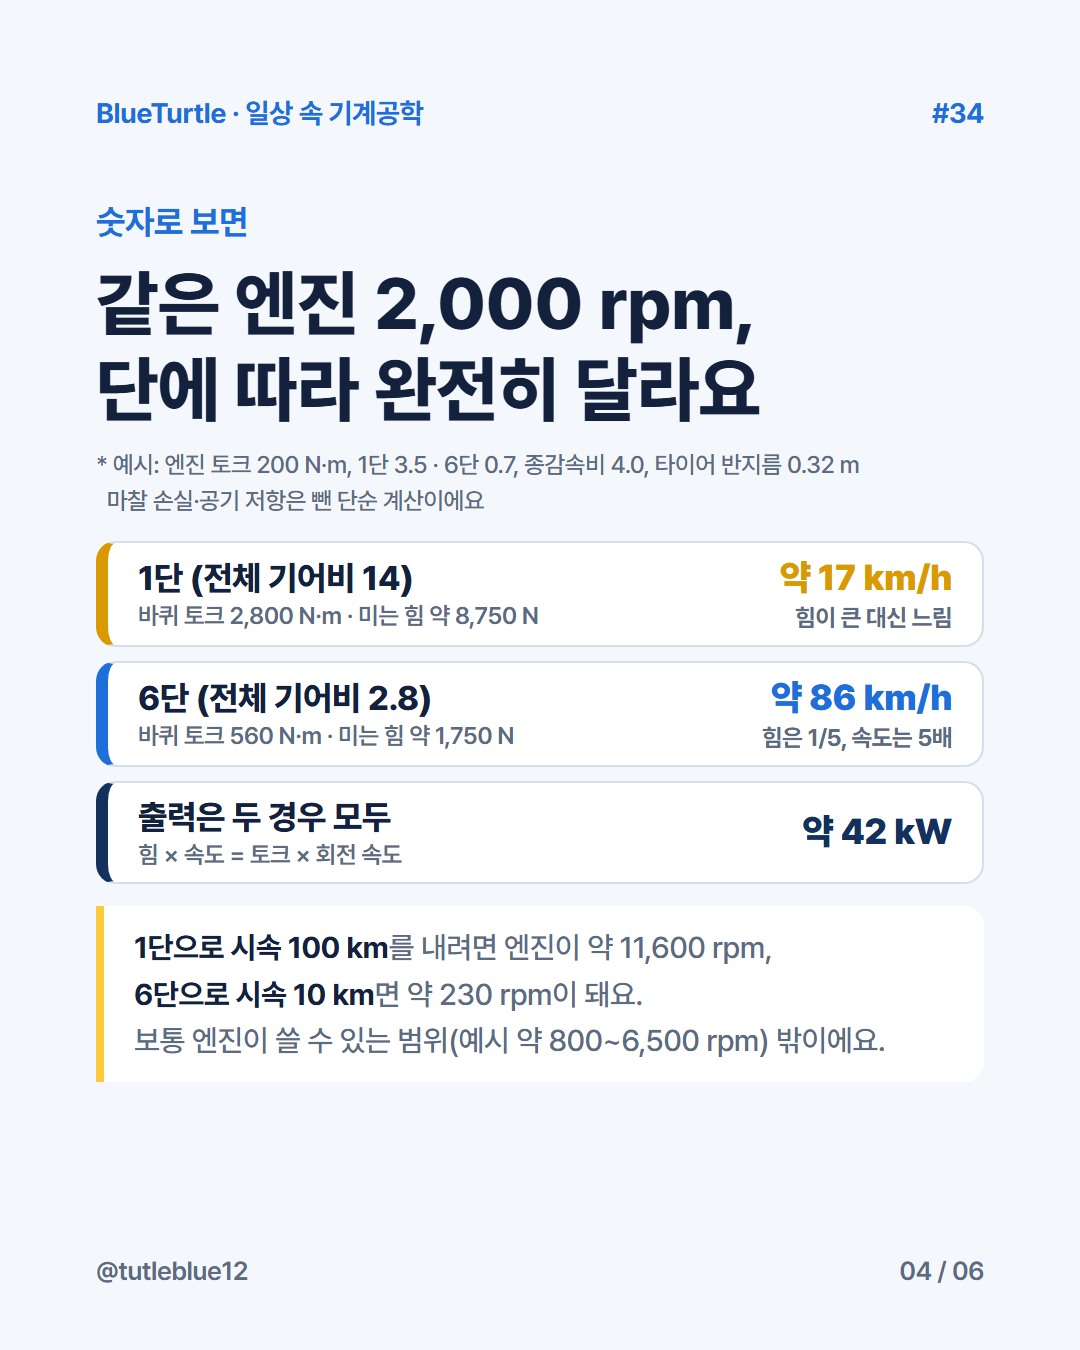 BlueTurtle · 일상 속 기계공학
#34
숫자로 보면
같은 엔진 2,000 rpm,
단에 따라 완전히 달라요
* 예시: 엔진 토크 200 N·m, 1단 3.5 · 6단 0.7, 종감속비 4.0, 타이어 반지름 0.32 m
마찰 손실·공기 저항은 뺀 단순 계산이에요
1단 (전체 기어비 14)
바퀴 토크 2,800 N·m · 미는 힘 약 8,750 N
약 17 km/h
힘이 큰 대신 느림
6단 (전체 기어비 2.8)
바퀴 토크 560 N·m · 미는 힘 약 1,750 N
약 86 km/h
힘은 1/5, 속도는 5배
출력은 두 경우 모두
힘 × 속도 = 토크 × 회전 속도
약 42 kW
1단으로 시속 100 km를 내려면 엔진이 약 11,600 rpm,
6단으로 시속 10 km면 약 230 rpm이 돼요.
보통 엔진이 쓸 수 있는 범위(예시 약 800~6,500 rpm) 밖이에요.
@tutleblue12
04 / 06